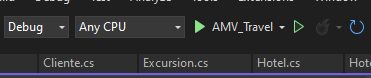 Debug Any CPU AMV_Travel
Cliente.cs Excursion.cs Hotel.cs